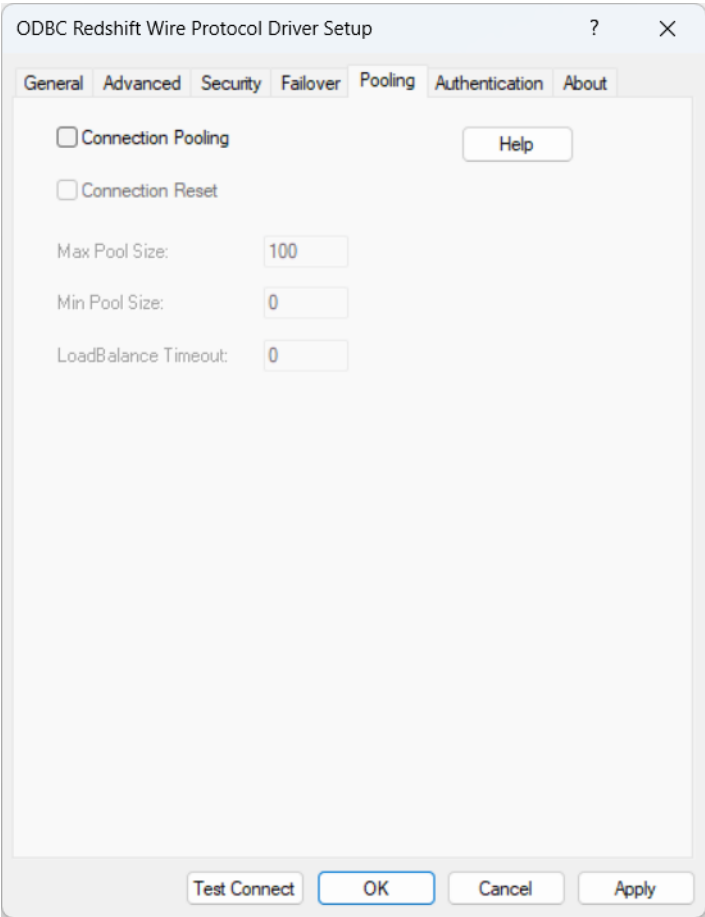 ODBC Redshift Wire Protocol Driver Setup ?
General Advanced Security Failover Pooling Authentication About
Connection Pooling Help
Connection Reset
Max Pool Size: 100
Min Pool Size: 0
LoadBalance Timeout: 0
Test Connect OK Cancel Apply